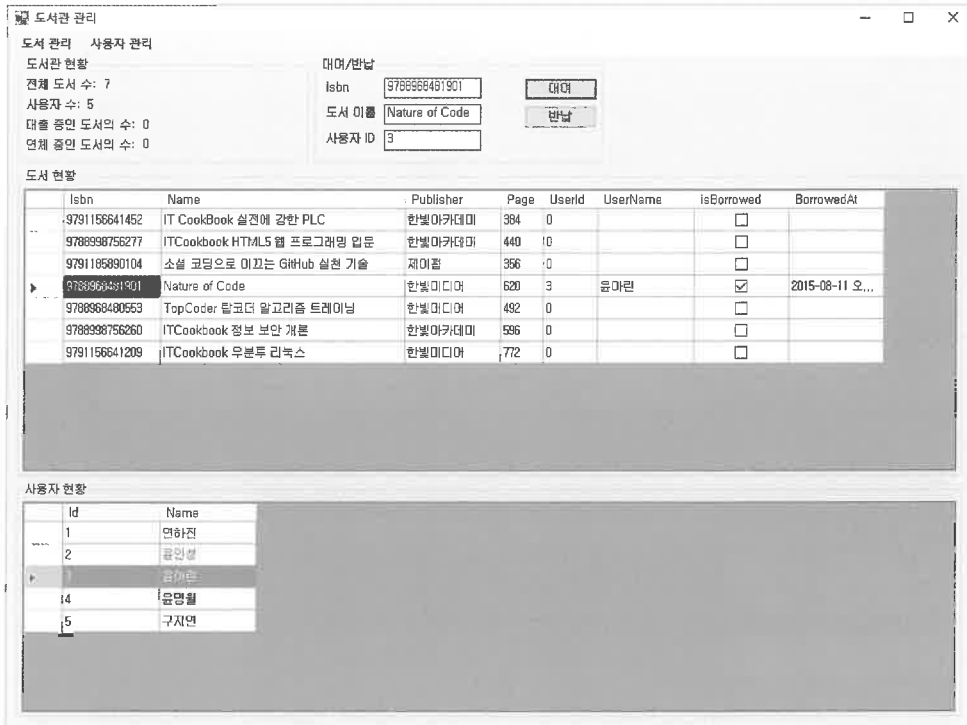 도서관 관리
도서 관리 사용자 관리
도서관 현황
전체 도서 수: 7
사용자 수: 5
대출 중인 도서의 수: 0
연체 중인 도서의 수: 0
대여/반납
Isbn 9788968481901 대여
도서 이름 Nature of Code 반납
사용자 ID 3
도서 현황
Isbn Name Publisher Page UserId UserName isBorrowed BorrowedAt
9791156641452 IT CookBook 실전에 강한 PLC 한빛아카데미 384 0
9788998756277 ITCookbook HTML5 웹 프로그래밍 입문 한빛아카데미 440 0
9791185890104 소셜 코딩으로 이끄는 GitHub 실천 기술 제이펍 356 0
9788968481901 Nature of Code 한빛미디어 620 3 윤아린 2015-08-11 오...
9788968480553 TopCoder 탑코더 알고리즘 트레이닝 한빛미디어 492 0
9788998756260 ITCookbook 정보 보안 개론 한빛아카데미 596 0
9791156641209 ITCookbook 우분투 리눅스 한빛미디어 772 0
사용자 현황
Id Name
1 연하진
2 윤인성
윤아린
4 윤명월
5 구지연